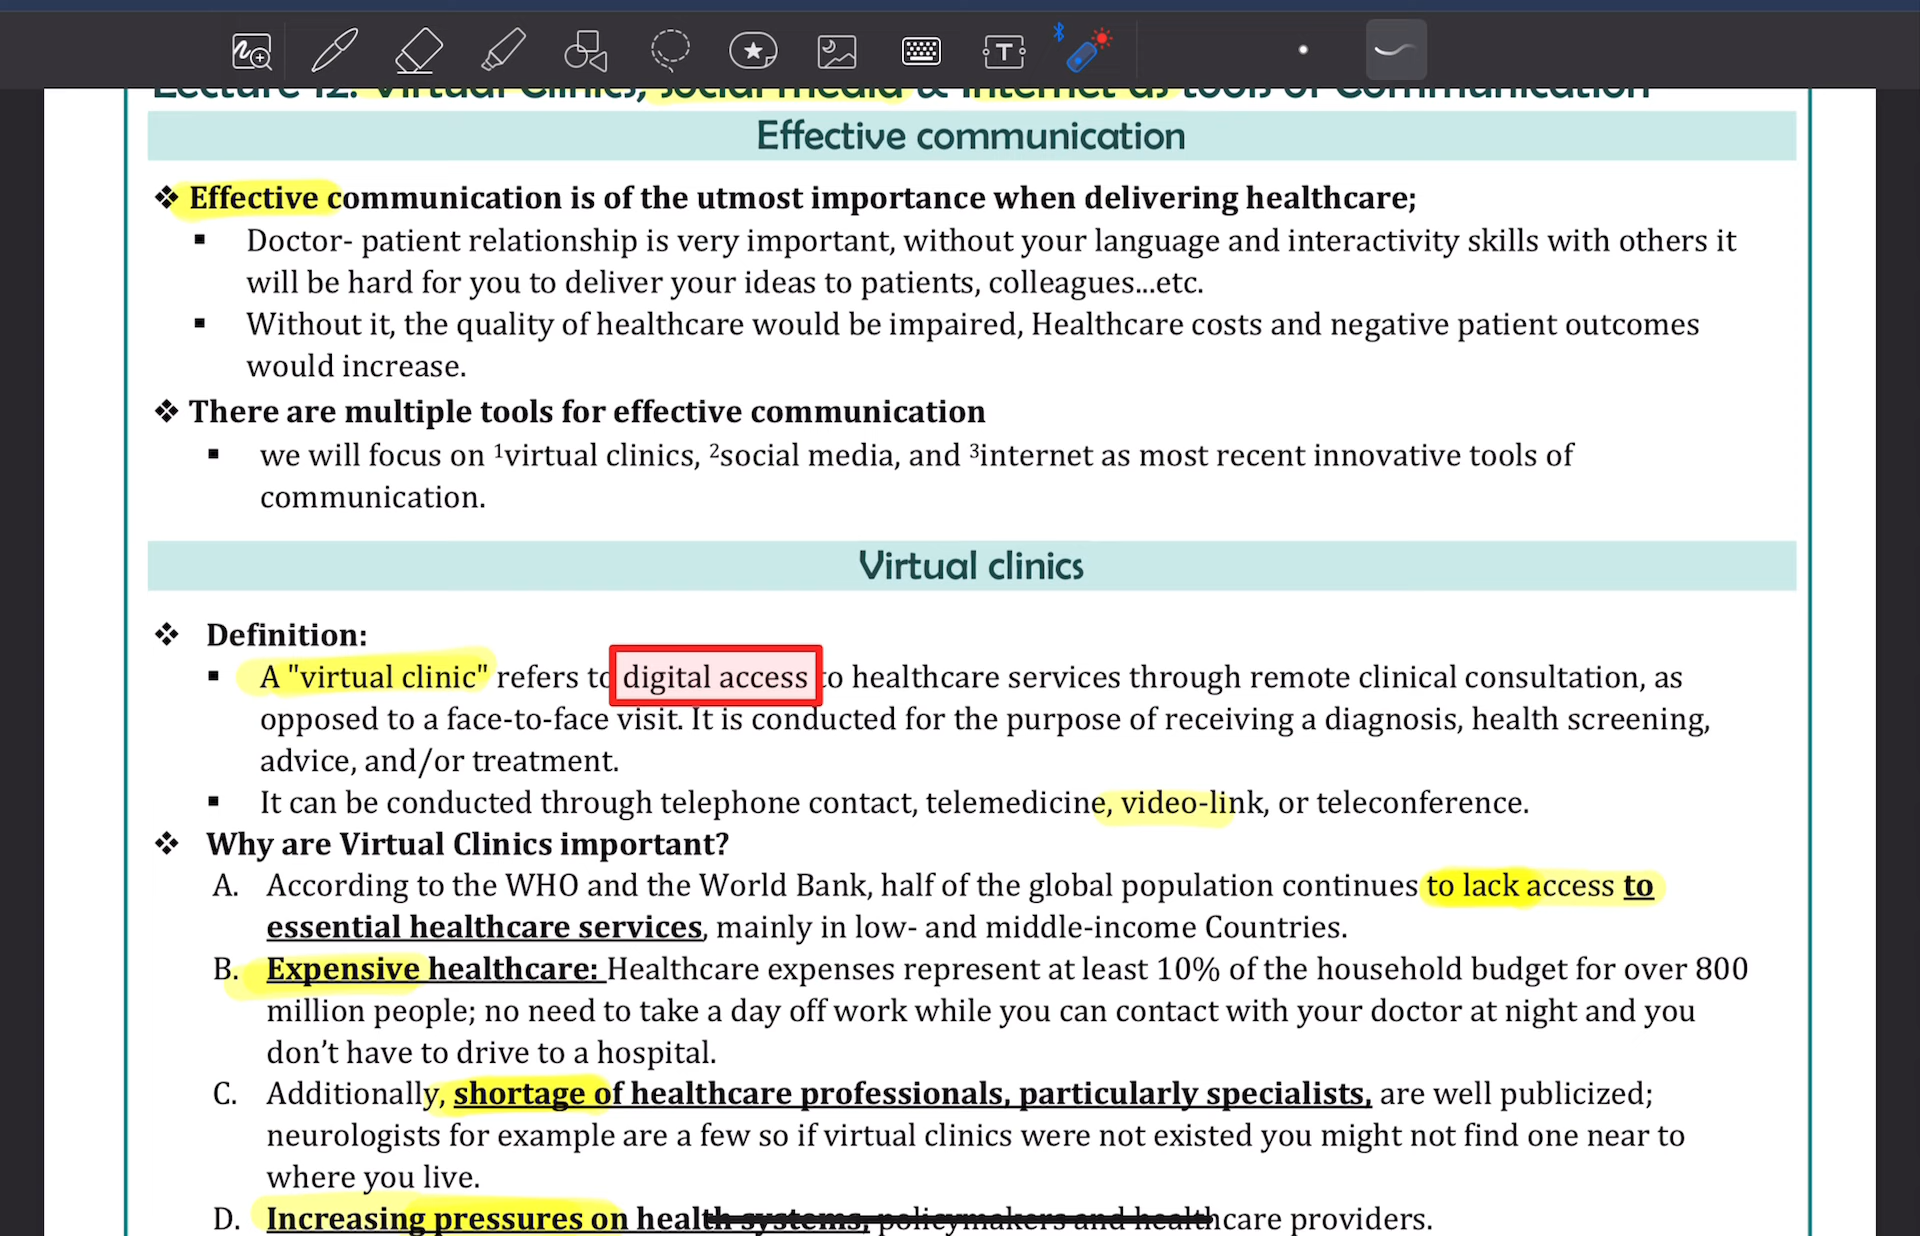 Lecture 12: Virtual Clinics, social media & Internet as tools of Communication
Effective communication
❖ Effective communication is of the utmost importance when delivering healthcare;
▪ Doctor- patient relationship is very important, without your language and interactivity skills with others it
will be hard for you to deliver your ideas to patients, colleagues...etc.
▪ Without it, the quality of healthcare would be impaired, Healthcare costs and negative patient outcomes
would increase.
❖ There are multiple tools for effective communication
▪ we will focus on ¹virtual clinics, ²social media, and ³internet as most recent innovative tools of
communication.
Virtual clinics
❖ Definition:
▪ A "virtual clinic" refers to digital access to healthcare services through remote clinical consultation, as
opposed to a face-to-face visit. It is conducted for the purpose of receiving a diagnosis, health screening,
advice, and/or treatment.
▪ It can be conducted through telephone contact, telemedicine, video-link, or teleconference.
❖ Why are Virtual Clinics important?
A. According to the WHO and the World Bank, half of the global population continues to lack access to
essential healthcare services, mainly in low- and middle-income Countries.
B. Expensive healthcare: Healthcare expenses represent at least 10% of the household budget for over 800
million people; no need to take a day off work while you can contact with your doctor at night and you
don’t have to drive to a hospital.
C. Additionally, shortage of healthcare professionals, particularly specialists, are well publicized;
neurologists for example are a few so if virtual clinics were not existed you might not find one near to
where you live.
D. Increasing pressures on health systems, policymakers and healthcare providers.